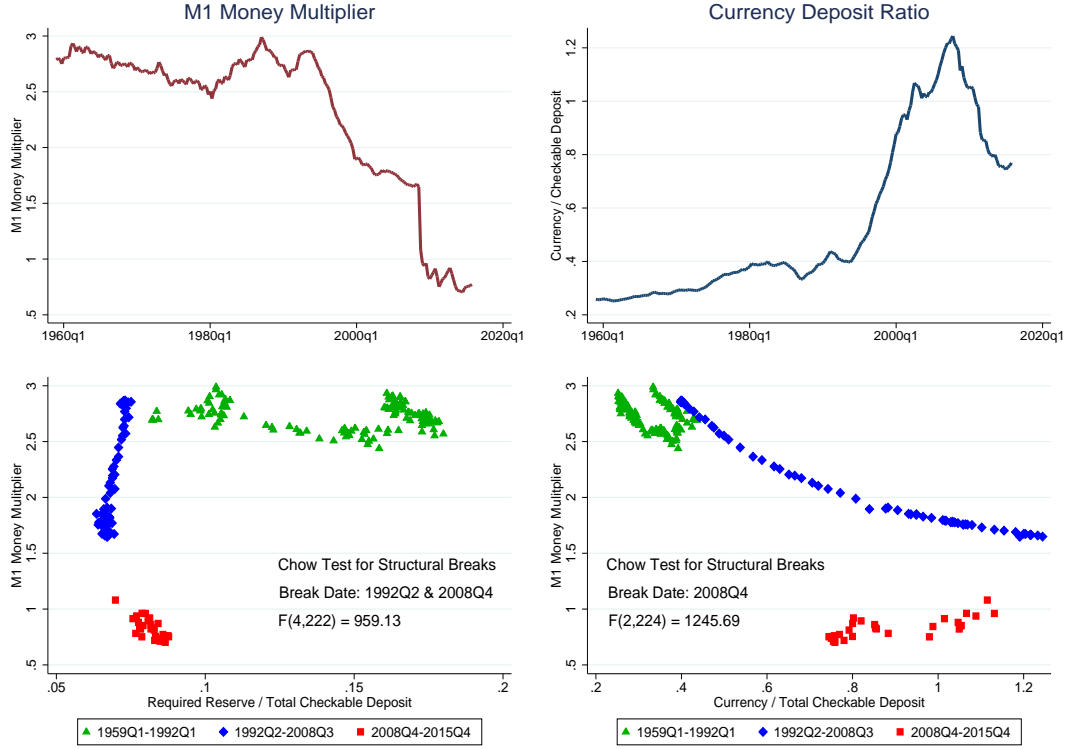 M1 Money Multiplier
M1 Money Mulitplier
3
2.5
2
1.5
1
.5
1960q1
1980q1
2000q1
2020q1
Currency Deposit Ratio
Currency / Checkable Deposit
1.2
1
.8
.6
.4
.2
1960q1
1980q1
2000q1
2020q1
M1 Money Mulitplier
3
2.5
2
1.5
1
.5
Chow Test for Structural Breaks
Break Date: 1992Q2 & 2008Q4
F(4,222) = 959.13
.05
.1
.15
.2
Required Reserve / Total Checkable Deposit
1959Q1-1992Q1
1992Q2-2008Q3
2008Q4-2015Q4
M1 Money Mulitplier
3
2.5
2
1.5
1
.5
Chow Test for Structural Breaks
Break Date: 2008Q4
F(2,224) = 1245.69
.2
.4
.6
.8
1
1.2
Currency / Total Checkable Deposit
1959Q1-1992Q1
1992Q2-2008Q3
2008Q4-2015Q4